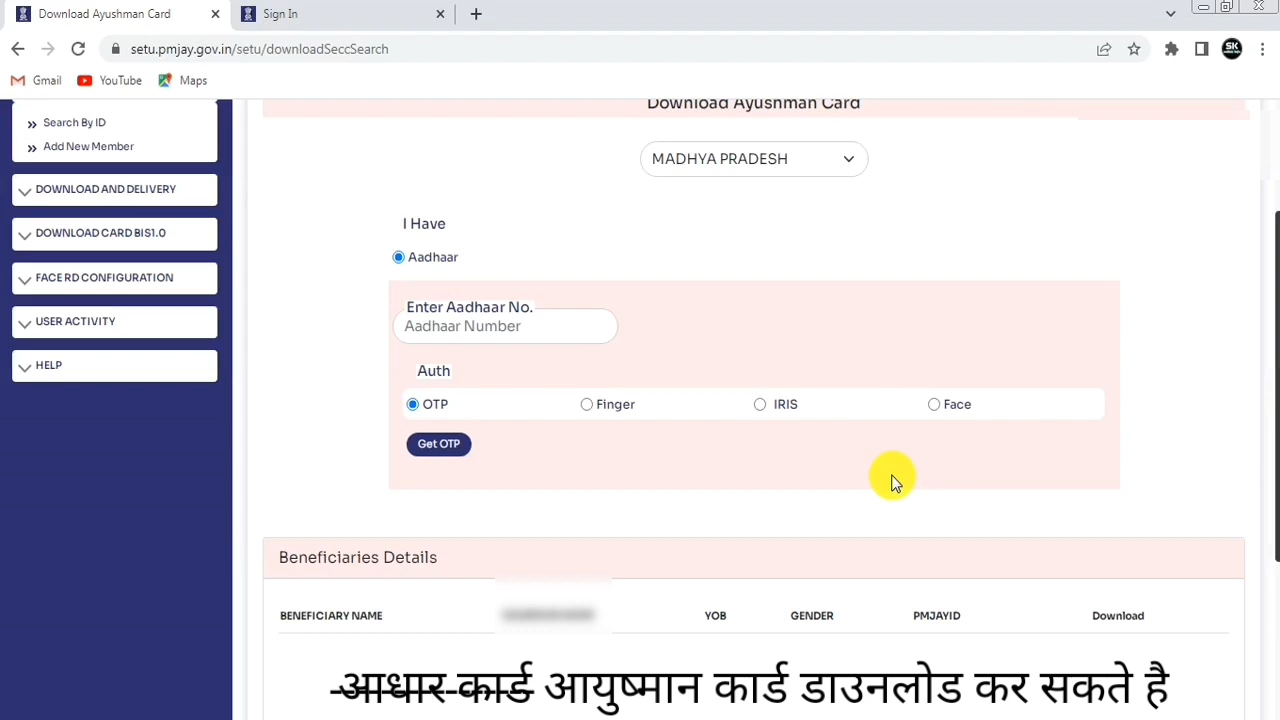 Download Ayushman Card
Sign In
setu.pmjay.gov.in/setu/downloadSeccSearch
SK
Gmail
YouTube
Maps
Search By ID
Add New Member
DOWNLOAD AND DELIVERY
DOWNLOAD CARD BIS1.0
FACE RD CONFIGURATION
USER ACTIVITY
HELP
Download Ayushman Card
MADHYA PRADESH
I Have
Aadhaar
Enter Aadhaar No.
Aadhaar Number
Auth
OTP Finger IRIS Face
Get OTP
Beneficiaries Details
BENEFICIARY NAME YOB GENDER PMJAYID Download
आधार कार्ड आयुष्मान कार्ड डाउनलोड कर सकते है